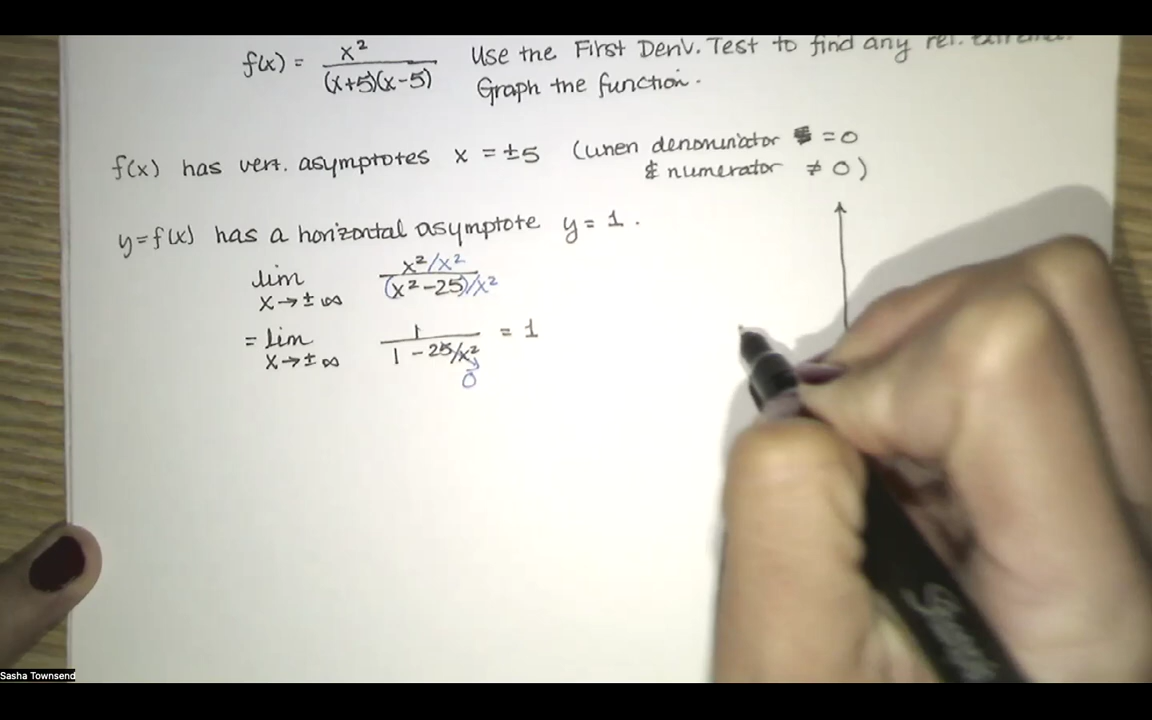 f(x) = x²/(x+5)(x-5) Use the First Deriv. Test to find any rel.
Graph the function.
f(x) has vert. asymptotes x = ±5 (when denominator = 0
& numerator ≠ 0)
y=f(x) has a horizontal asymptote y = 1.
lim x→±∞ x²/x² / (x²-25)/x²
= lim x→±∞ 1 / 1 - 25/x² = 1
0
Sasha Townsend